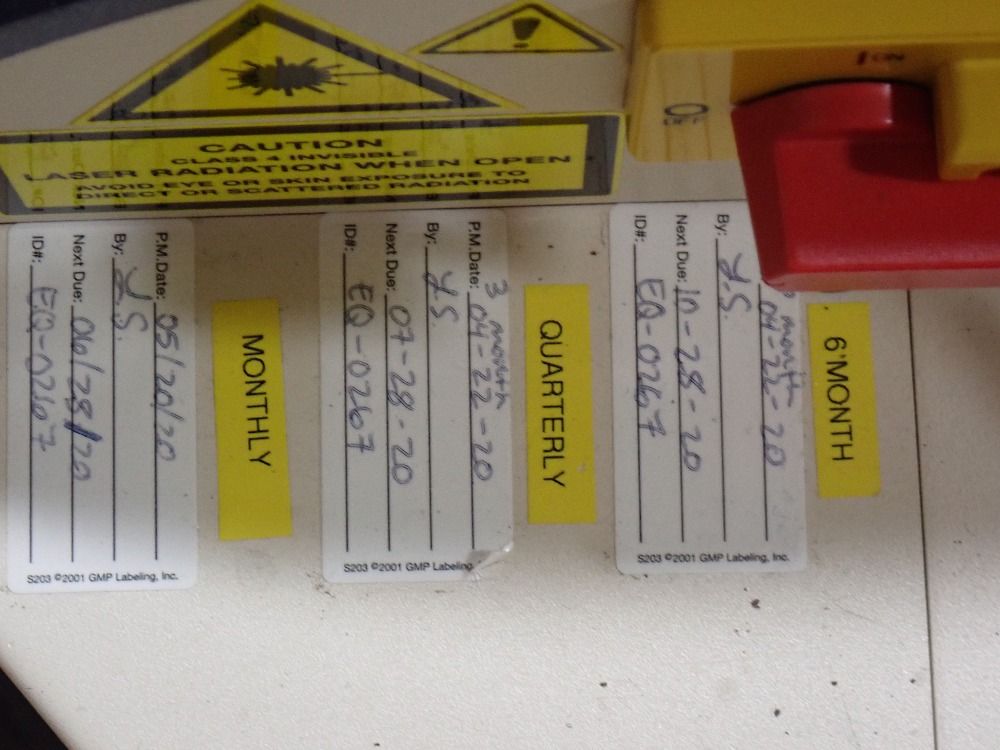 CAUTION
CLASS 4 INVISIBLE
LASER RADIATION WHEN OPEN
AVOID EYE OR SKIN EXPOSURE TO
DIRECT OR SCATTERED RADIATION
ON
OFF
MONTHLY
P.M.Date: 05/20/20
By: Y.S.
Next Due: 06/28/20
ID#: EQ-0267
S203 ©2001 GMP Labeling, Inc.
QUARTERLY
3 month
P.M.Date: 04-22-20
By: Y.S.
Next Due: 07-28-20
ID#: EQ-0267
S203 ©2001 GMP Labeling
6'MONTH
month
04-22-20
By: Y.S.
Next Due: 10-28-20
ID#: EQ-0267
S203 ©2001 GMP Labeling, Inc.